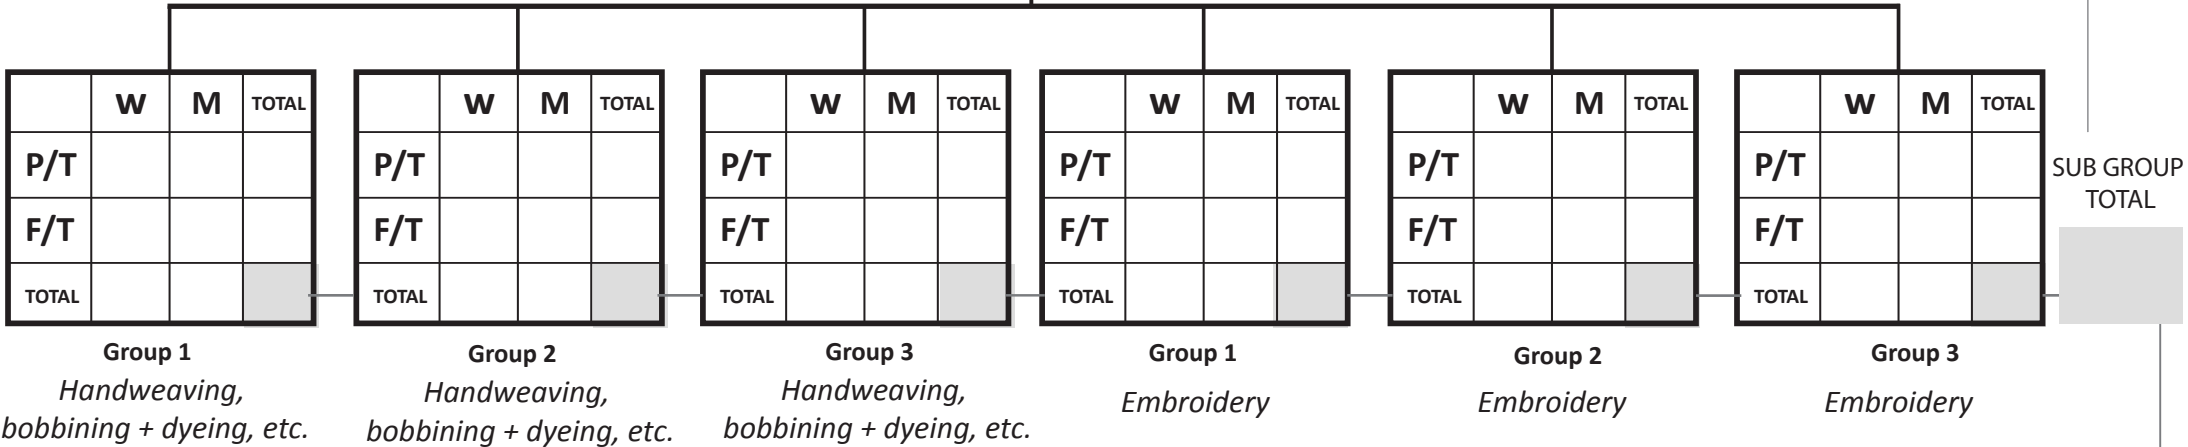 W M TOTAL
P/T
F/T
TOTAL
Group 1
Handweaving,
bobbining + dyeing, etc.
W M TOTAL
P/T
F/T
TOTAL
Group 2
Handweaving,
bobbining + dyeing, etc.
W M TOTAL
P/T
F/T
TOTAL
Group 3
Handweaving,
bobbining + dyeing, etc.
W M TOTAL
P/T
F/T
TOTAL
Group 1
Embroidery
W M TOTAL
P/T
F/T
TOTAL
Group 2
Embroidery
W M TOTAL
P/T
F/T
TOTAL
Group 3
Embroidery
SUB GROUP
TOTAL